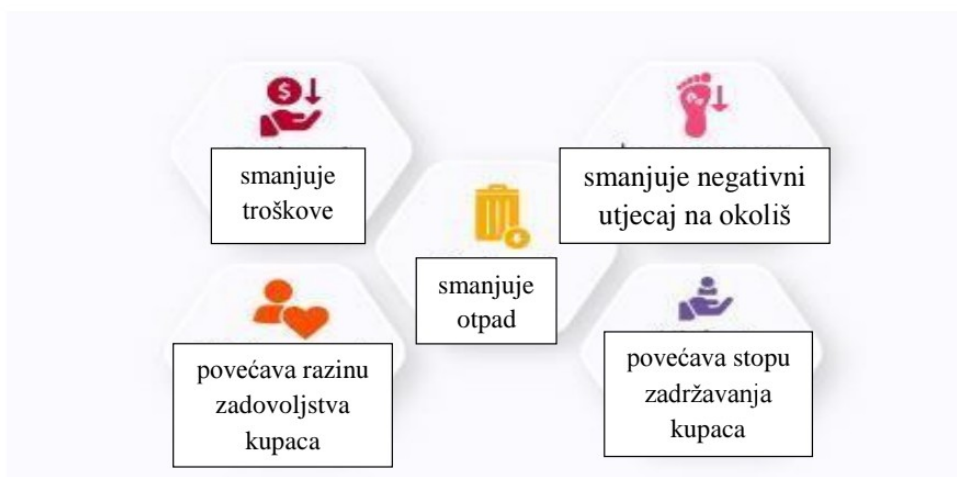 smanjuje
troškove
smanjuje negativni
utjecaj na okoliš
smanjuje
otpad
povećava razinu
zadovoljstva
kupaca
povećava stopu
zadržavanja
kupaca